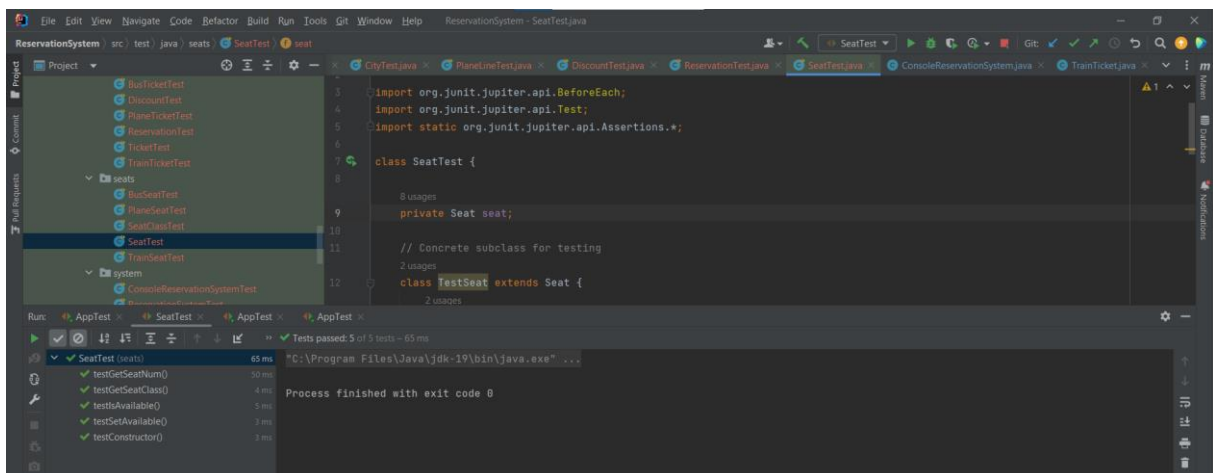 File Edit View Navigate Code Refactor Build Run Tools Git Window Help ReservationSystem - SeatTest.java
ReservationSystem src test java seats SeatTest seat
SeatTest Git:
Project
CityTest.java PlaneLineTest.java DiscountTest.java ReservationTest.java SeatTest.java ConsoleReservationSystem.java TrainTicket.java
Project
Commit
Pull Requests
BusTicketTest
DiscountTest
PlaneTicketTest
ReservationTest
TicketTest
TrainTicketTest
seats
BusSeatTest
PlaneSeatTest
SeatClassTest
SeatTest
TrainSeatTest
system
ConsoleReservationSystemTest
ReservationSystemTest
3 import org.junit.jupiter.api.BeforeEach;
4 import org.junit.jupiter.api.Test;
5 import static org.junit.jupiter.api.Assertions.*;
6
7 class SeatTest {
8
8 usages
9 private Seat seat;
10
11 // Concrete subclass for testing
2 usages
12 class TestSeat extends Seat {
2 usages
1
Maven
Database
Notifications
Run: AppTest SeatTest AppTest AppTest
Tests passed: 5 of 5 tests – 65 ms
SeatTest (seats) 65 ms
testGetSeatNum() 50 ms
testGetSeatClass() 4 ms
testIsAvailable() 5 ms
testSetAvailable() 3 ms
testConstructor() 3 ms
"C:\Program Files\Java\jdk-19\bin\java.exe" ...
Process finished with exit code 0